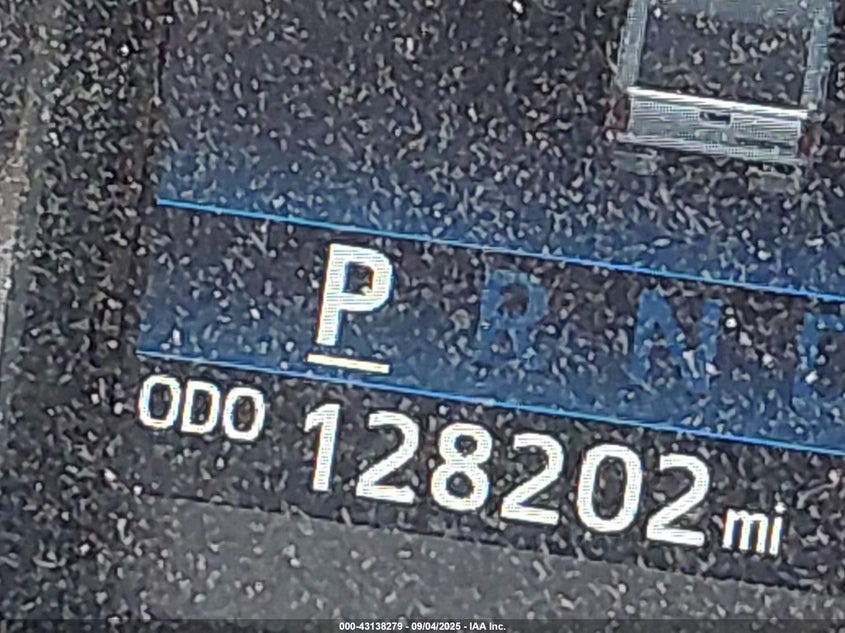 P R N D
ODO 128202 mi
000-43138279 - 09/04/2025 - IAA Inc.